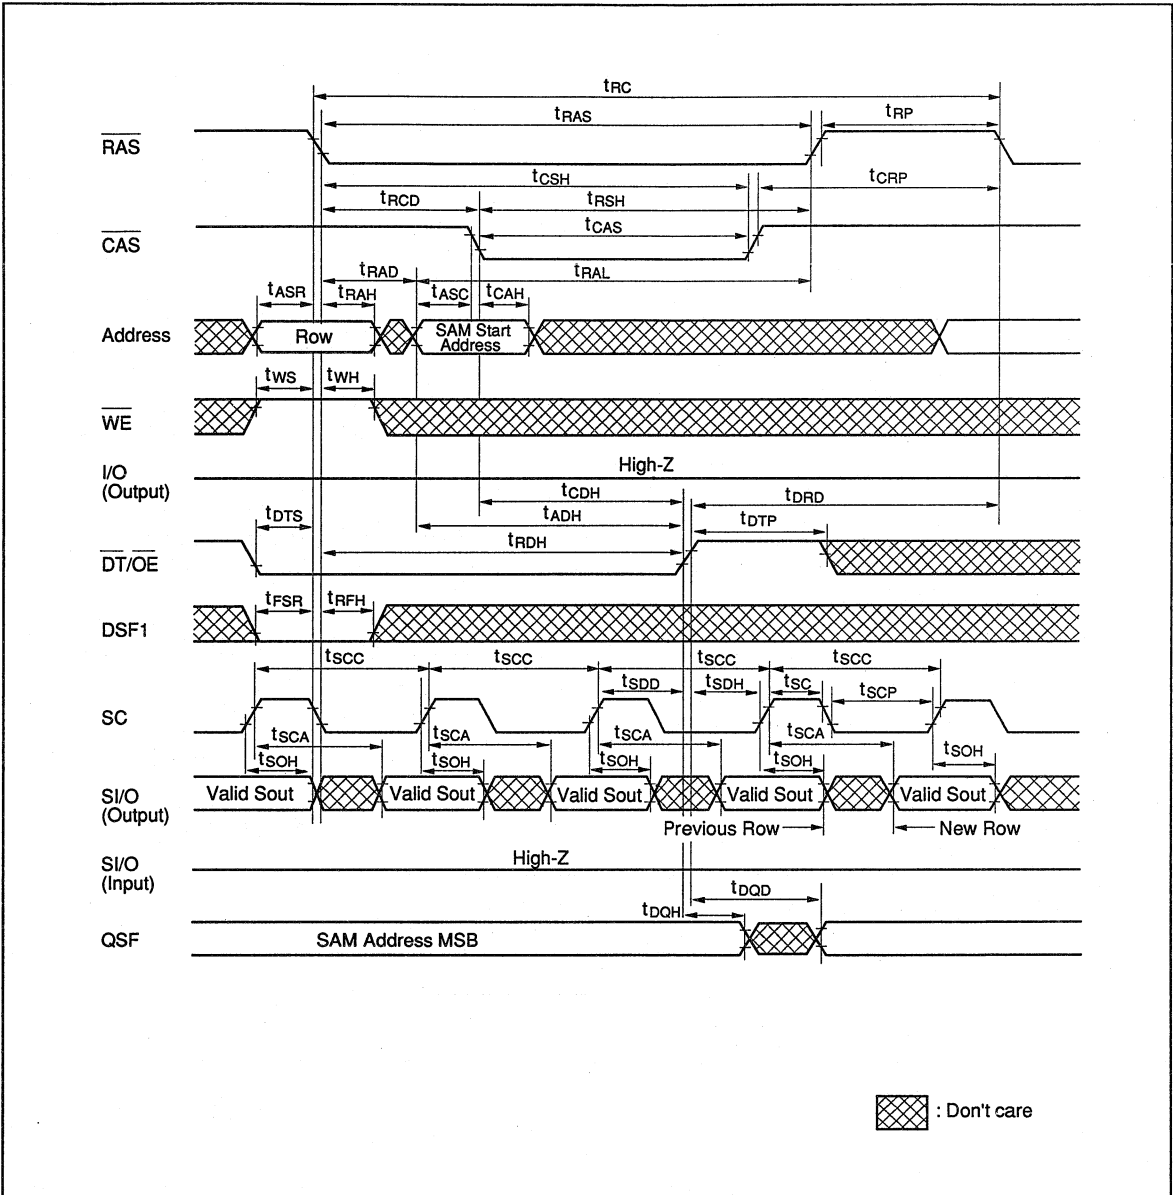 tRC
tRAS
tRP
RAS
tCSH
tCRP
tRCD
tRSH
CAS
tCAS
tRAD
tRAL
tASR
tRAH
tASC
tCAH
Address
Row
SAM Start
Address
tWS
tWH
WE
I/O
(Output)
High-Z
tCDH
tDRD
tDTS
tADH
tDTP
tRDH
DT/OE
tFSR
tRFH
DSF1
tSCC
tSCC
tSCC
tSCC
tSDD
tSDH
tSC
tSCP
SC
tSCA
tSCA
tSCA
tSCA
tSOH
tSOH
tSOH
tSOH
tSOH
SI/O
(Output)
Valid Sout
Valid Sout
Valid Sout
Valid Sout
Valid Sout
Previous Row
New Row
SI/O
(Input)
High-Z
tDQD
tDQH
QSF
SAM Address MSB
: Don't care